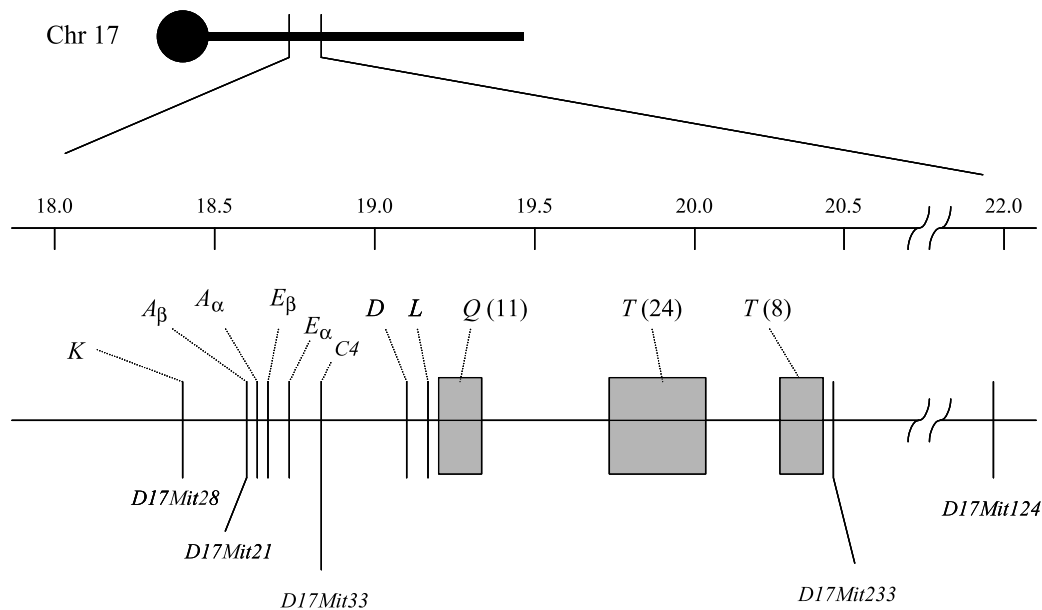 Chr 17
18.0 18.5 19.0 19.5 20.0 20.5 22.0
Aβ Aα Eβ Eα D L Q (11) T (24) T (8)
K C4
D17Mit28 D17Mit124
D17Mit21
D17Mit33 D17Mit233